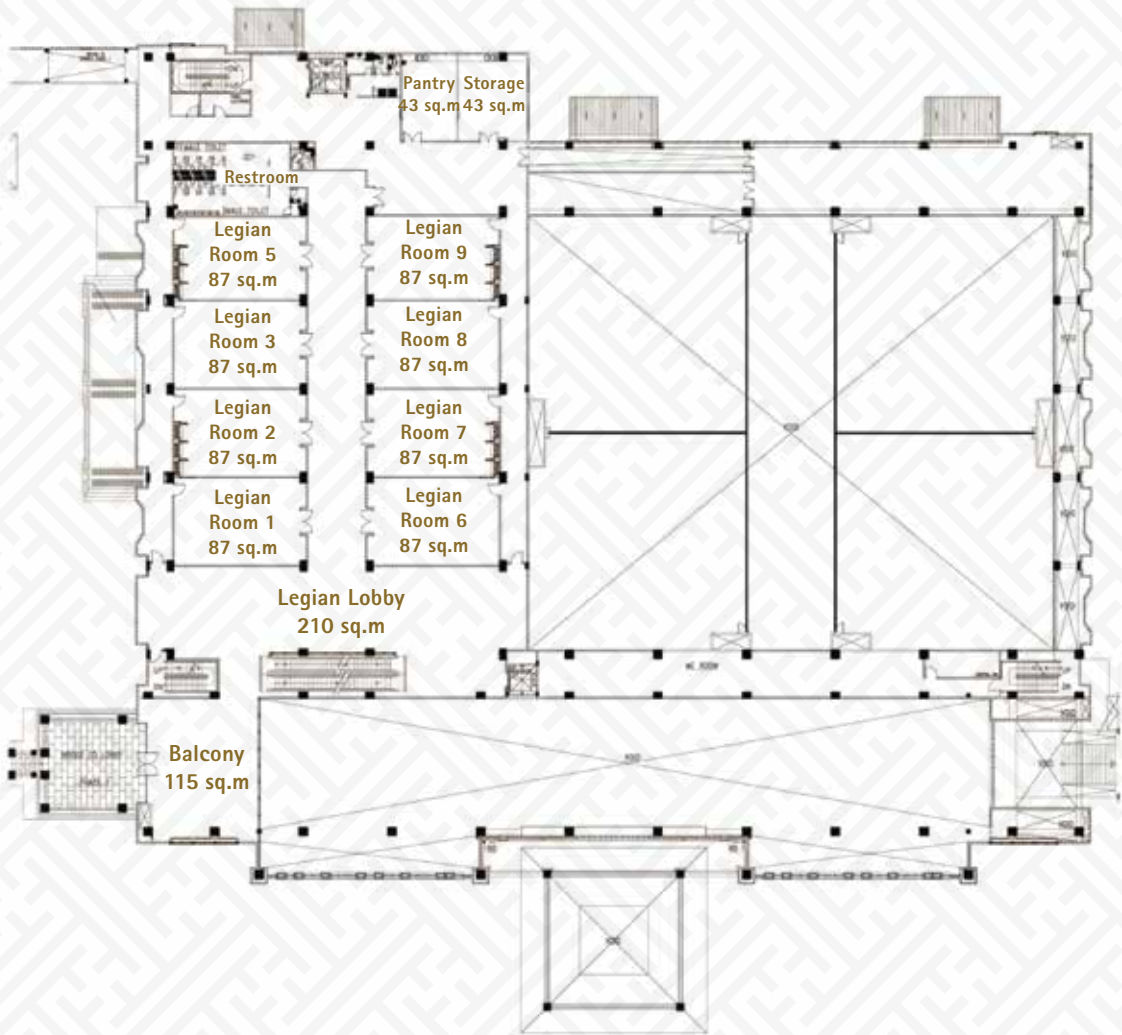 Pantry
43 sq.m
Storage
43 sq.m
Restroom
Legian
Room 5
87 sq.m
Legian
Room 9
87 sq.m
Legian
Room 3
87 sq.m
Legian
Room 8
87 sq.m
Legian
Room 2
87 sq.m
Legian
Room 7
87 sq.m
Legian
Room 1
87 sq.m
Legian
Room 6
87 sq.m
Legian Lobby
210 sq.m
Balcony
115 sq.m